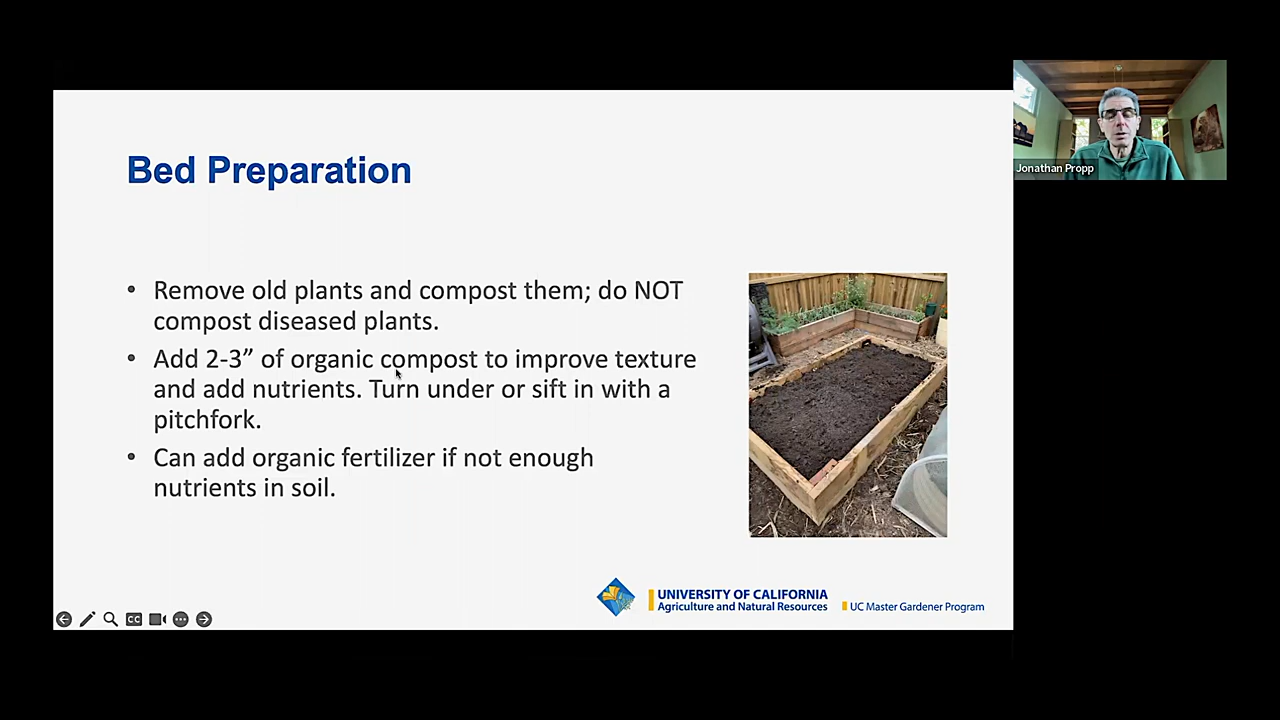 Bed Preparation
• Remove old plants and compost them; do NOT
compost diseased plants.
• Add 2-3” of organic compost to improve texture
and add nutrients. Turn under or sift in with a
pitchfork.
• Can add organic fertilizer if not enough
nutrients in soil.
UNIVERSITY OF CALIFORNIA
Agriculture and Natural Resources
UC Master Gardener Program
CC
Jonathan Propp